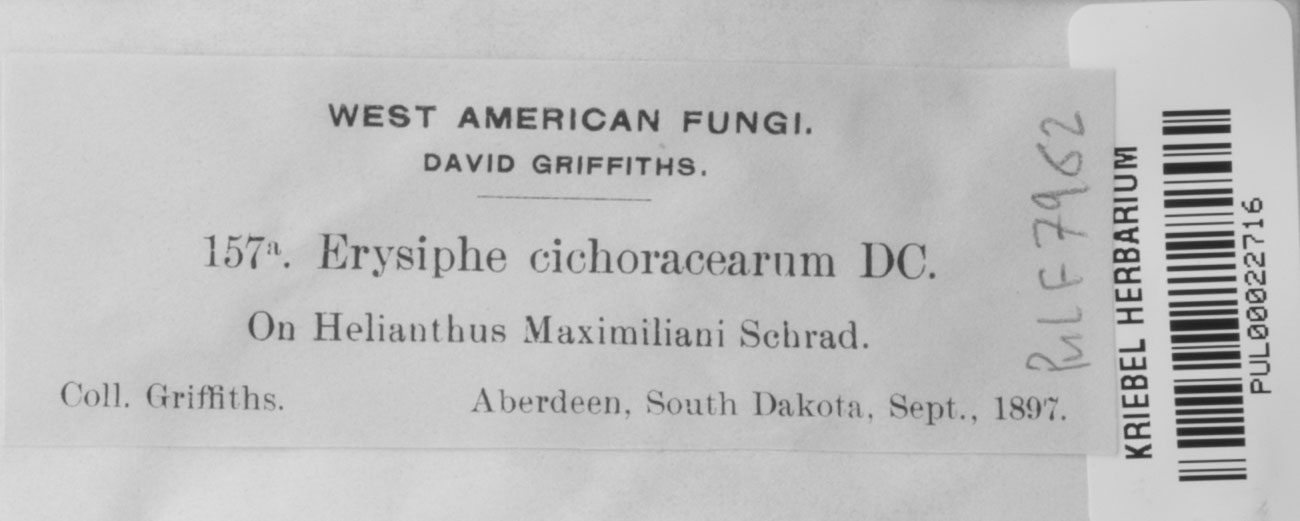 WEST AMERICAN FUNGI.
DAVID GRIFFITHS.
157a. Erysiphe cichoracearum DC.
On Helianthus Maximiliani Schrad.
Coll. Griffiths. Aberdeen, South Dakota, Sept., 1897.
PUL F 7962
KRIEBEL HERBARIUM
PUL00022716